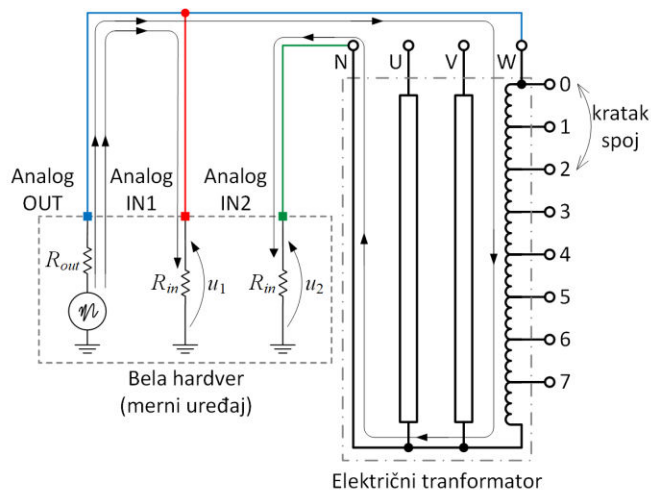 N
U
V
W
0
1
2
3
4
5
6
7
kratak
spoj
Analog
OUT
Analog
IN1
Analog
IN2
Rout
Rin
u1
Rin
u2
Bela hardver
(merni uređaj)
Električni tranformator